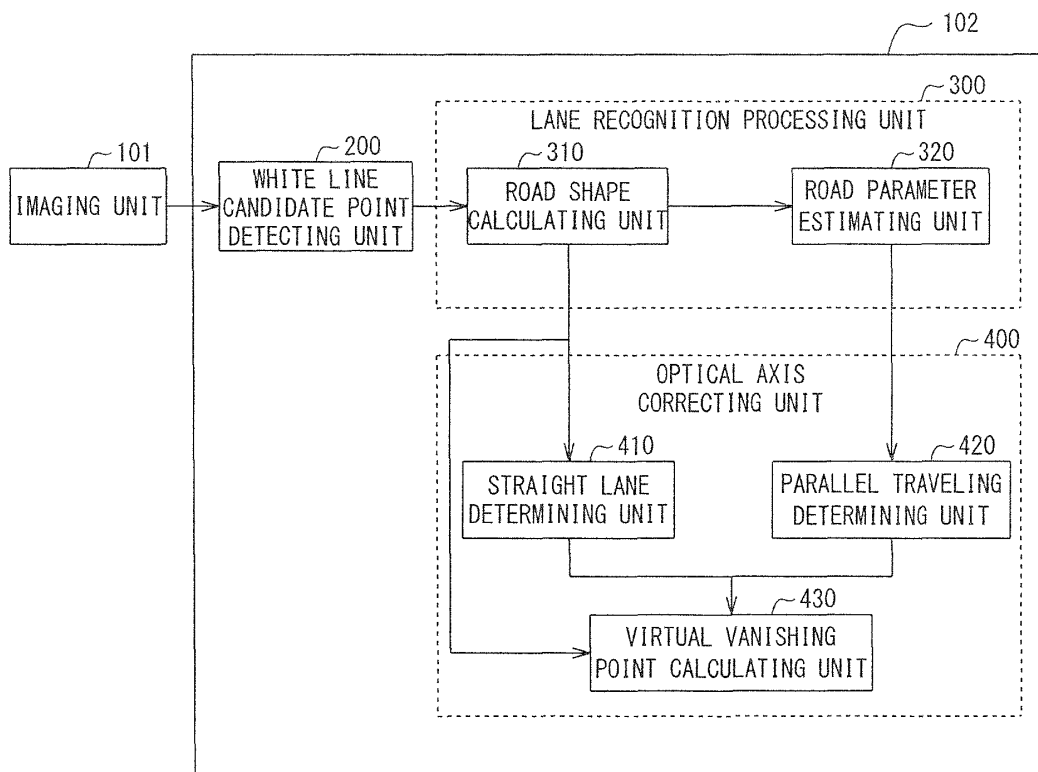 102
300
LANE RECOGNITION PROCESSING UNIT
101
IMAGING UNIT
200
WHITE LINE
CANDIDATE POINT
DETECTING UNIT
310
ROAD SHAPE
CALCULATING UNIT
320
ROAD PARAMETER
ESTIMATING UNIT
400
OPTICAL AXIS
CORRECTING UNIT
410
STRAIGHT LANE
DETERMINING UNIT
420
PARALLEL TRAVELING
DETERMINING UNIT
430
VIRTUAL VANISHING
POINT CALCULATING UNIT